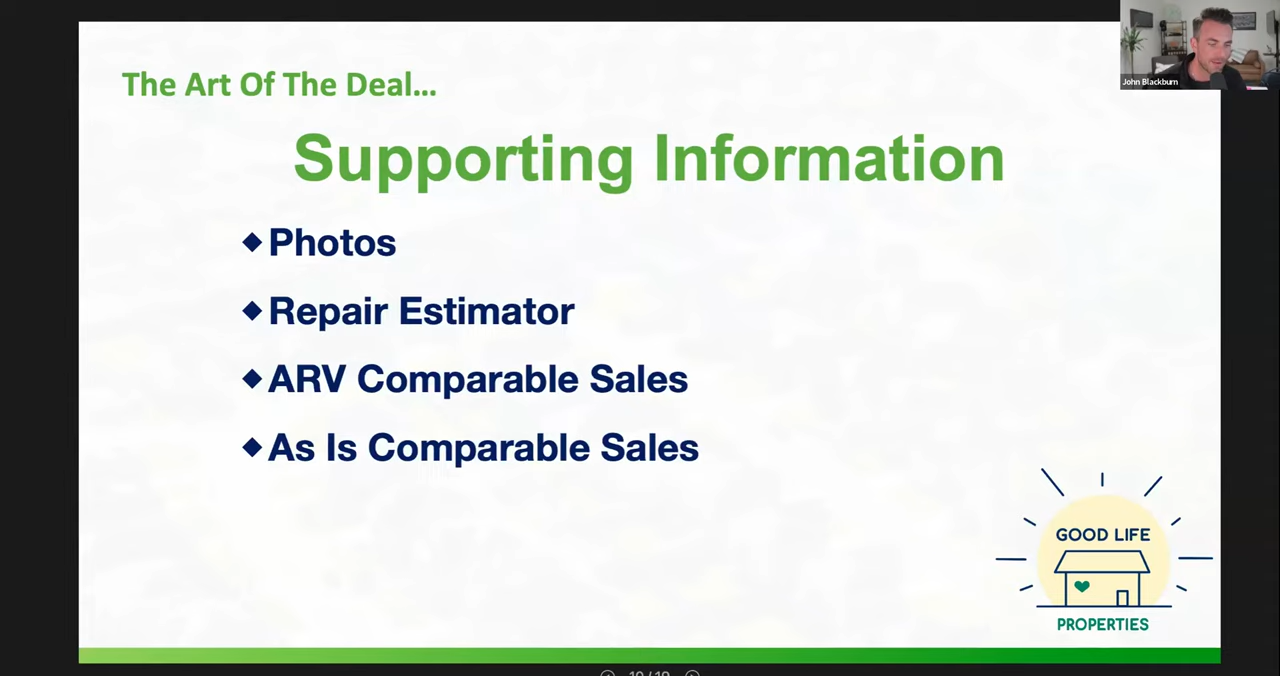 The Art Of The Deal...
John Blackburn
Supporting Information
◆Photos
◆Repair Estimator
◆ARV Comparable Sales
◆As Is Comparable Sales
GOOD LIFE
PROPERTIES